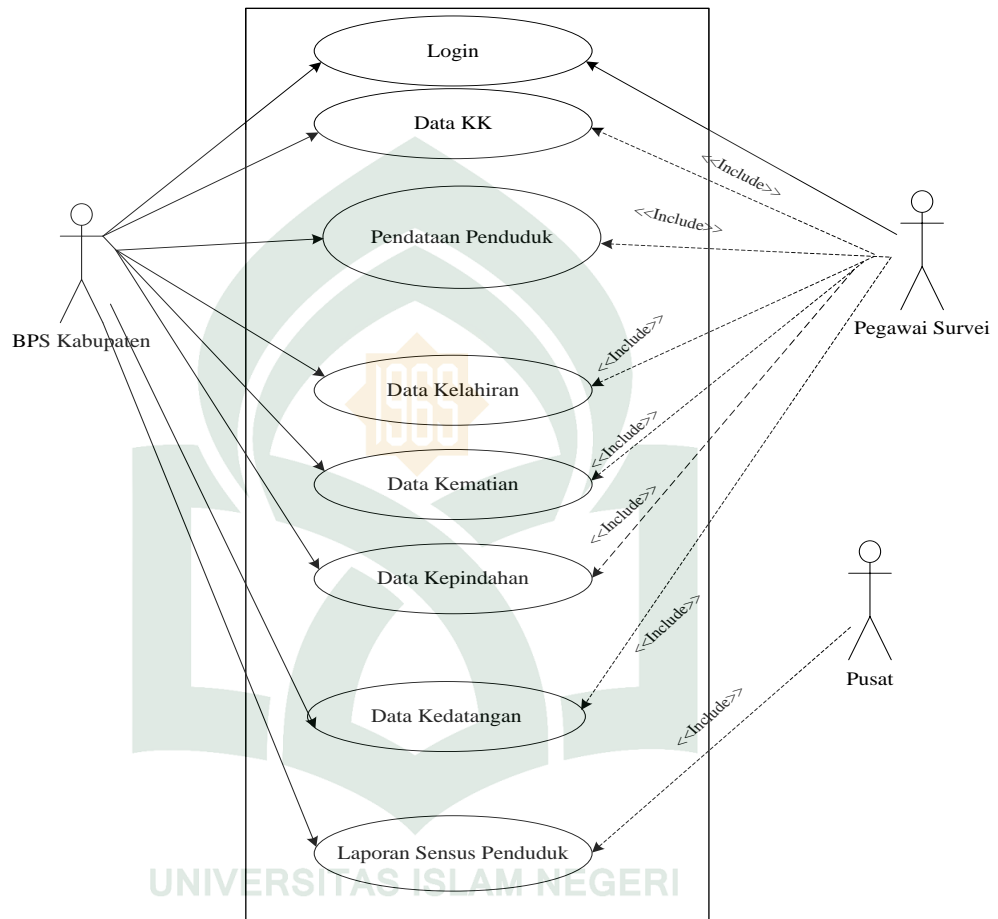 Login
Data KK
<<Include>>
<<Include>>
Pendataan Penduduk
BPS Kabupaten
Pegawai Survei
<<Include>>
Data Kelahiran
1965
<<Include>>
Data Kematian
<<Include>>
Data Kepindahan
<<Include>>
Pusat
Data Kedatangan
<<Include>>
Laporan Sensus Penduduk
UNIVERSITAS ISLAM NEGERI